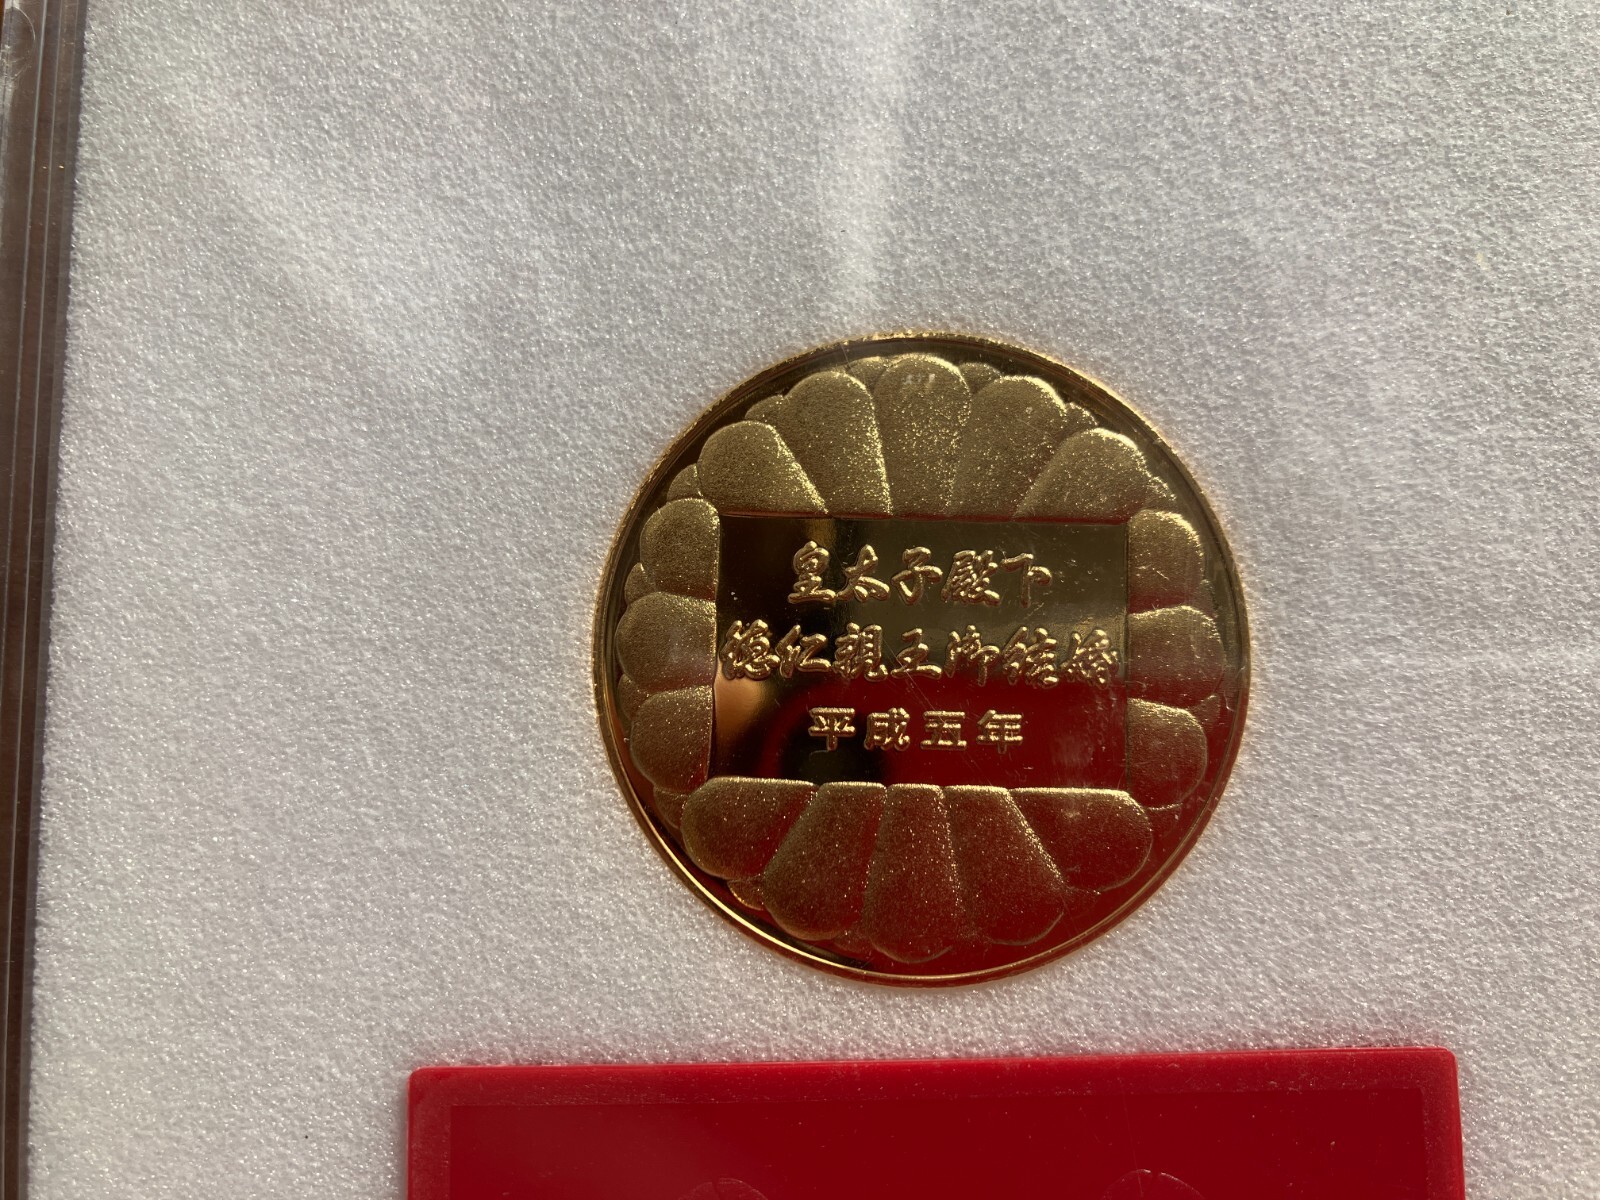 皇太子殿下
徳仁親王御結婚
平成五年